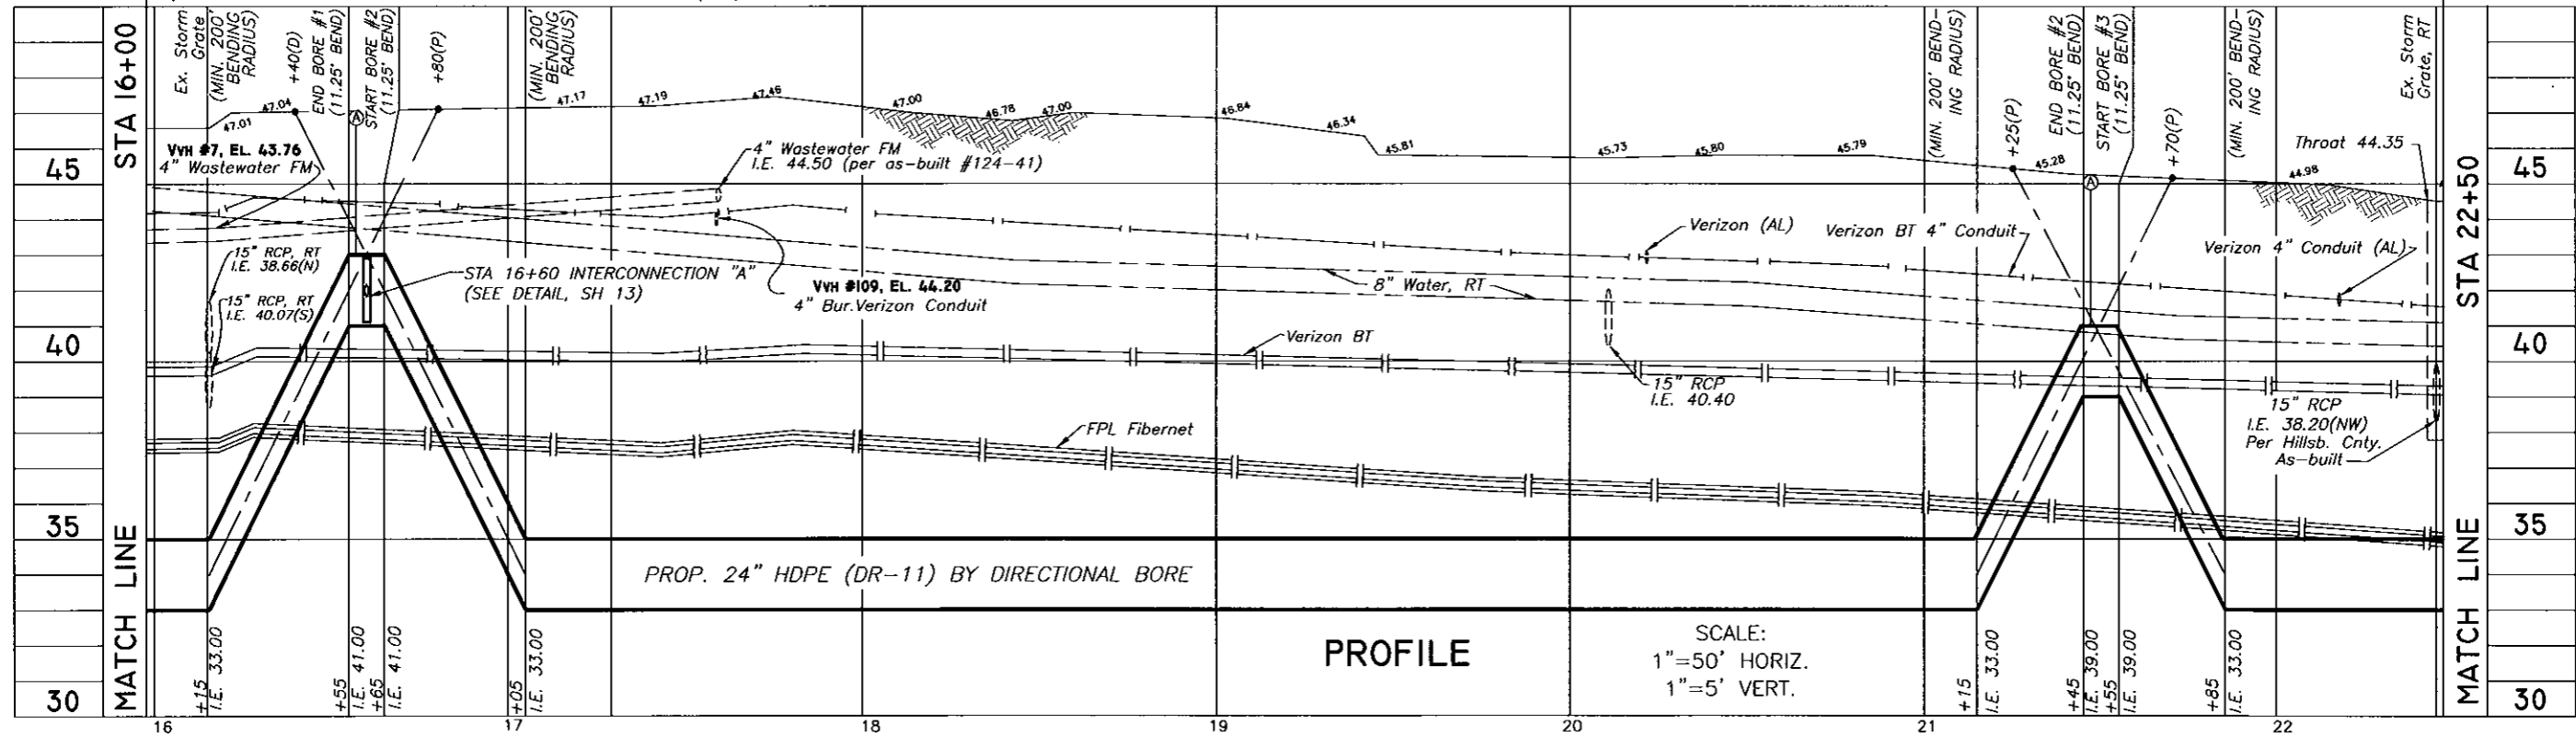 STA 16+00
MATCH LINE
45
40
35
30
Ex. Storm
Grate
(MIN. 200'
BENDING
RADIUS)
+40(D)
END BORE #1
(11.25° BEND)
START BORE #2
(11.25° BEND)
+80(P)
(MIN. 200'
BENDING
RADIUS)
47.01
47.04
A
47.17
47.19
47.46
47.00
46.78
47.00
46.84
46.34
45.81
45.73
45.80
45.79
45.28
44.98
(MIN. 200' BEND-
ING RADIUS)
+25(P)
END BORE #2
(11.25° BEND)
START BORE #3
(11.25° BEND)
+70(P)
(MIN. 200' BEND-
ING RADIUS)
Ex. Storm
Grate, RT
A
Throat 44.35
VVH #7, EL. 43.76
4" Wastewater FM
4" Wastewater FM
I.E. 44.50 (per as-built #124-41)
15" RCP, RT
I.E. 38.66(N)
15" RCP, RT
I.E. 40.07(S)
STA 16+60 INTERCONNECTION "A"
(SEE DETAIL, SH 13)
VVH #109, EL. 44.20
4" Bur.Verizon Conduit
Verizon (AL)
Verizon BT 4" Conduit
Verizon 4" Conduit (AL)
8" Water, RT
Verizon BT
15" RCP
I.E. 40.40
FPL Fibernet
15" RCP
I.E. 38.20(NW)
Per Hillsb. Cnty.
As-built
PROP. 24" HDPE (DR-11) BY DIRECTIONAL BORE
PROFILE
SCALE:
1"=50' HORIZ.
1"=5' VERT.
+15
I.E. 33.00
+55
I.E. 41.00
+65
I.E. 41.00
+05
I.E. 33.00
+15
I.E. 33.00
+45
I.E. 39.00
+55
I.E. 39.00
+85
I.E. 33.00
16
17
18
19
20
21
22
STA 22+50
MATCH LINE
45
40
35
30